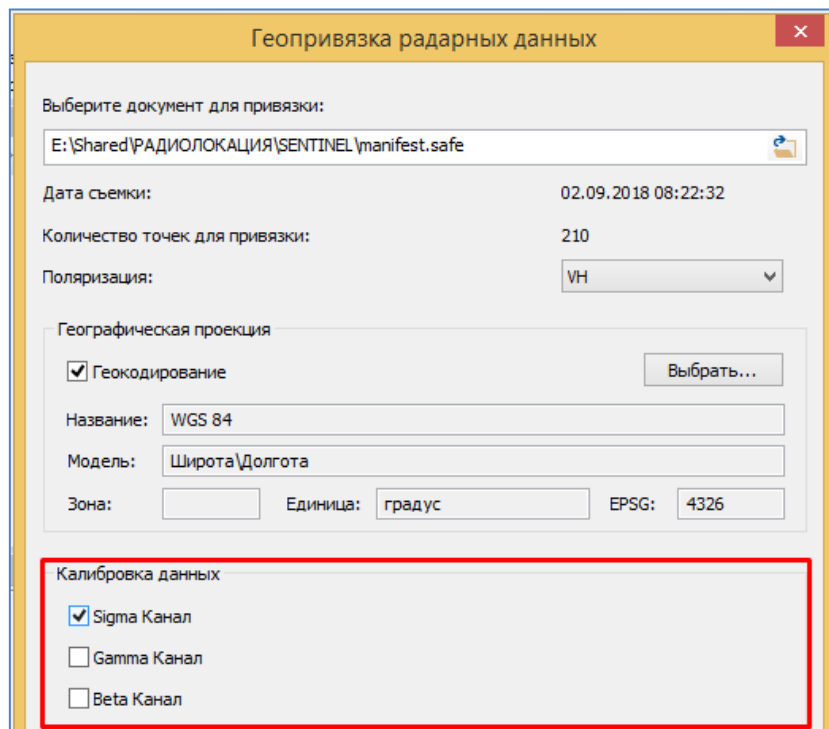 Геопривязка радарных данных
Выберите документ для привязки:
E:\Shared\РАДИОЛОКАЦИЯ\SENTINEL\manifest.safe
Дата съемки: 02.09.2018 08:22:32
Количество точек для привязки: 210
Поляризация: VH
Географическая проекция
Геокодирование Выбрать...
Название: WGS 84
Модель: Широта\Долгота
Зона: Единица: градус EPSG: 4326
Калибровка данных
Sigma Канал
Gamma Канал
Beta Канал